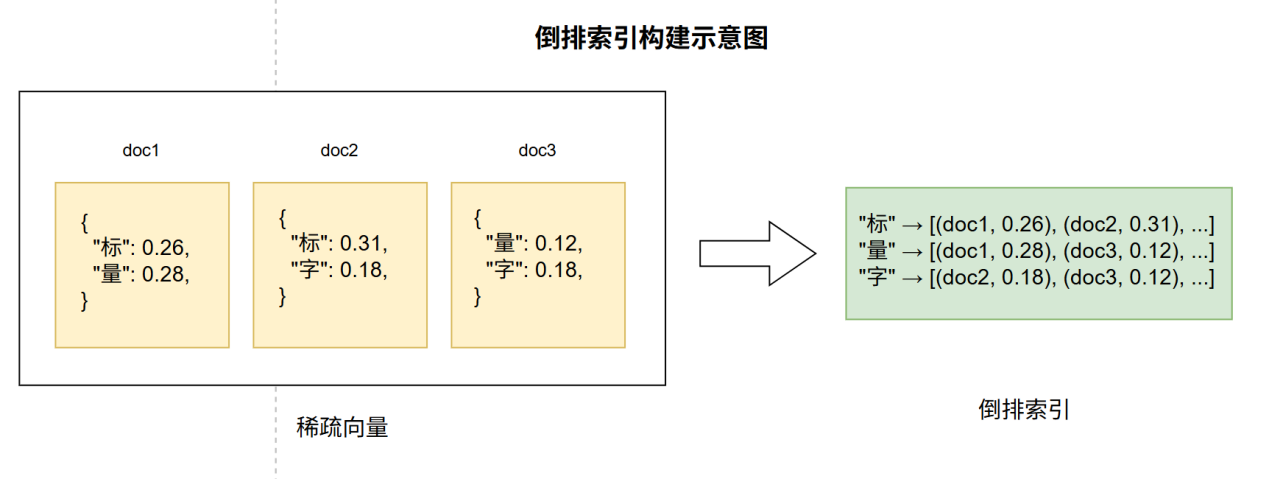 倒排索引构建示意图
doc1
{
"标": 0.26,
"量": 0.28,
}
doc2
{
"标": 0.31,
"字": 0.18,
}
doc3
{
"量": 0.12,
"字": 0.18,
}
稀疏向量
"标" → [(doc1, 0.26), (doc2, 0.31), ...]
"量" → [(doc1, 0.28), (doc3, 0.12), ...]
"字" → [(doc2, 0.18), (doc3, 0.12), ...]
倒排索引